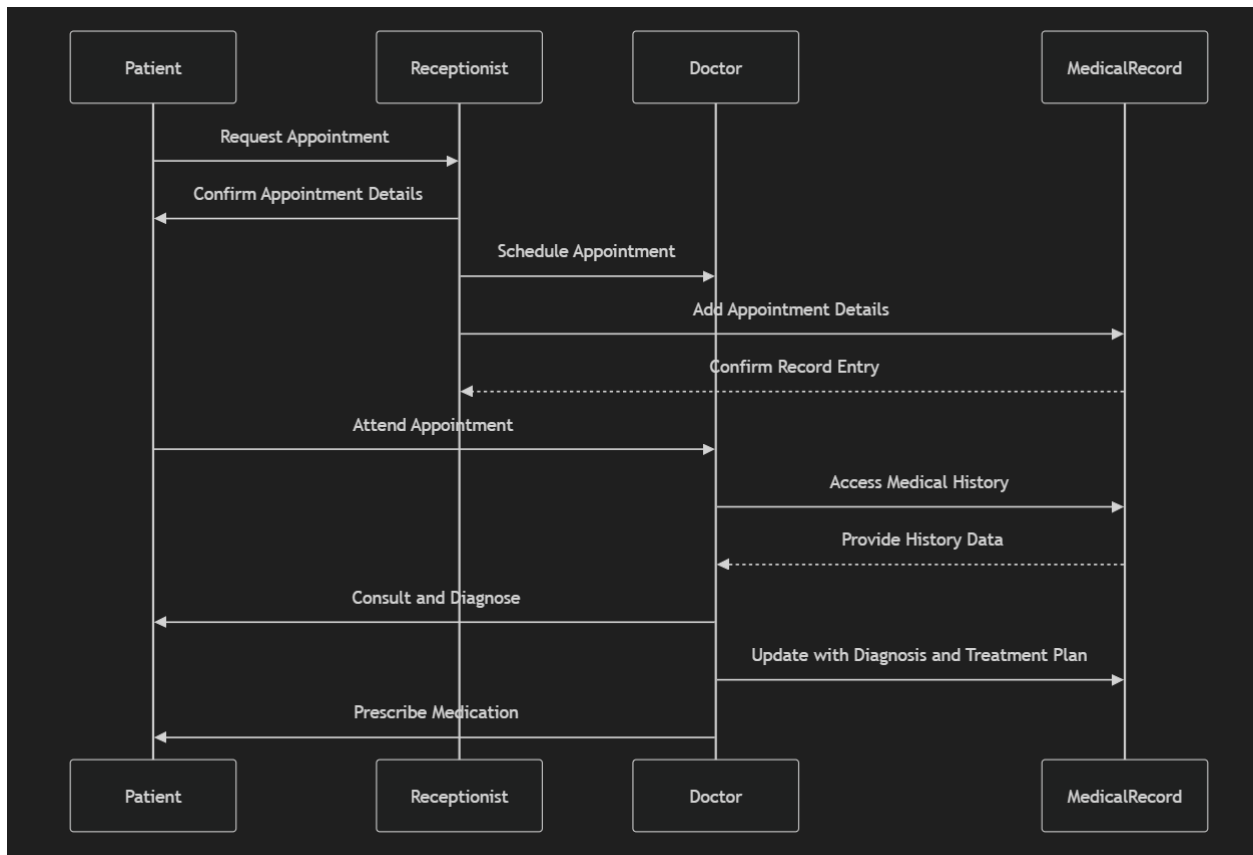 Patient
Receptionist
Doctor
MedicalRecord
Request Appointment
Confirm Appointment Details
Schedule Appointment
Add Appointment Details
Confirm Record Entry
Attend Appointment
Access Medical History
Provide History Data
Consult and Diagnose
Update with Diagnosis and Treatment Plan
Prescribe Medication
Patient
Receptionist
Doctor
MedicalRecord